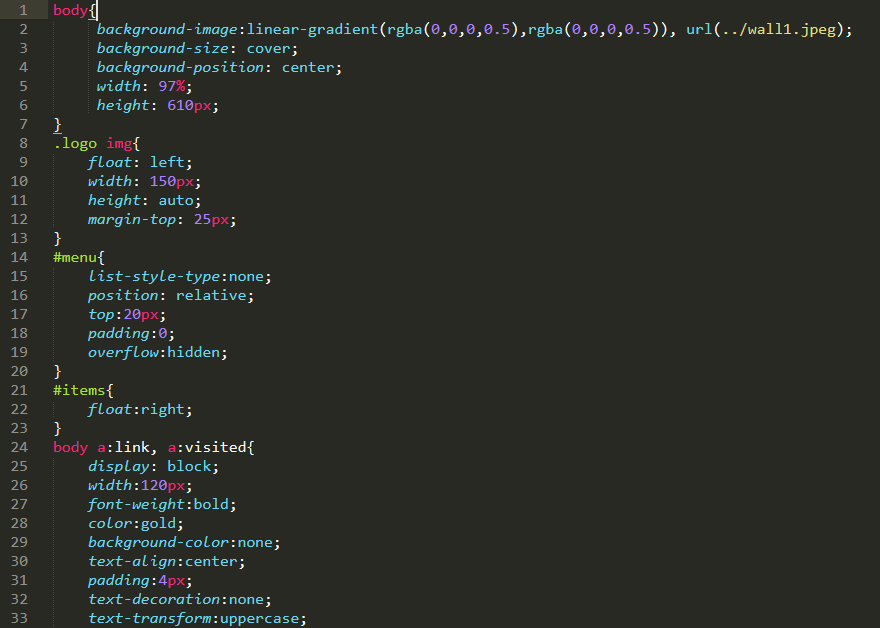 1 body{
2 background-image:linear-gradient(rgba(0,0,0,0.5),rgba(0,0,0,0.5)), url(../wall1.jpeg);
3 background-size: cover;
4 background-position: center;
5 width: 97%;
6 height: 610px;
7 }
8 .logo img{
9 float: left;
10 width: 150px;
11 height: auto;
12 margin-top: 25px;
13 }
14 #menu{
15 list-style-type:none;
16 position: relative;
17 top:20px;
18 padding:0;
19 overflow:hidden;
20 }
21 #items{
22 float:right;
23 }
24 body a:link, a:visited{
25 display: block;
26 width:120px;
27 font-weight:bold;
28 color:gold;
29 background-color:none;
30 text-align:center;
31 padding:4px;
32 text-decoration:none;
33 text-transform:uppercase;